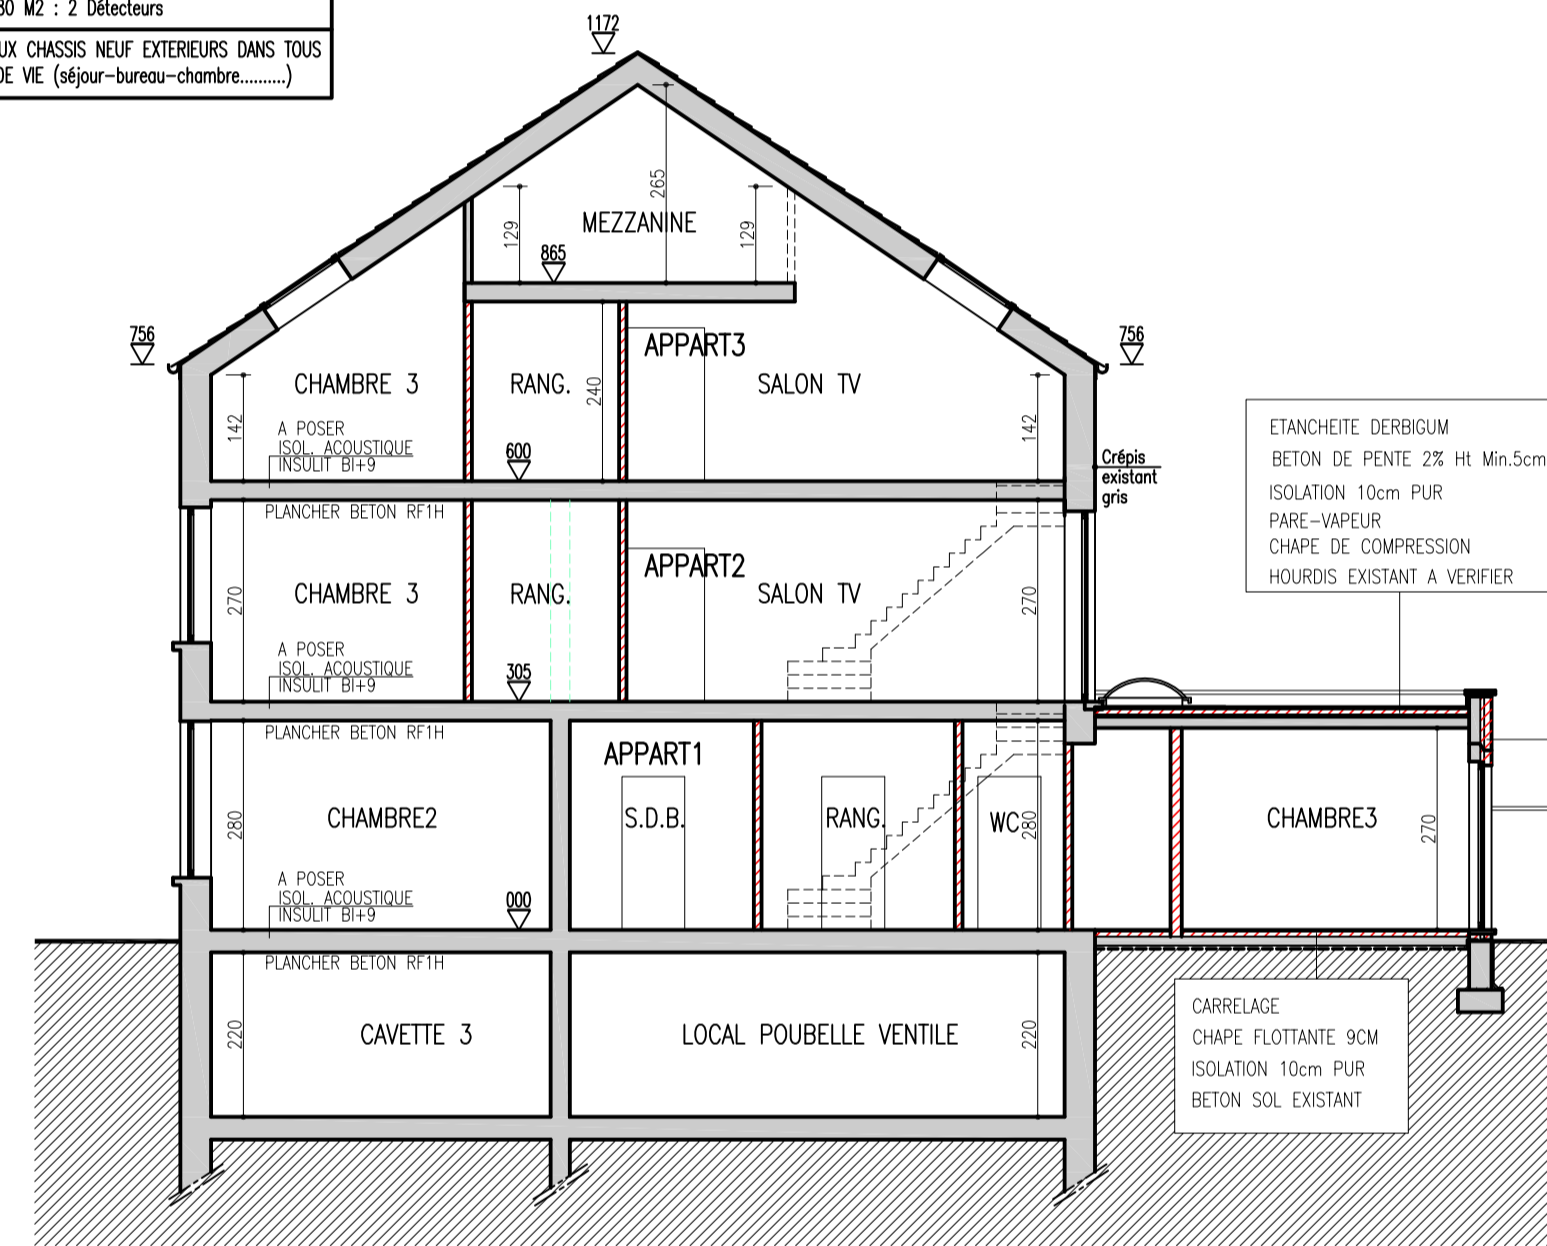 30 M2 : 2 Détecteurs
UX CHASSIS NEUF EXTERIEURS DANS TOUS
DE VIE (séjour-bureau-chambre.........)
1172
265
129
MEZZANINE
129
865
756
756
APPART3
CHAMBRE 3
RANG.
240
SALON TV
142
142
A POSER
ISOL. ACOUSTIQUE
INSULIT BI+9
600
Crépis
existant
gris
PLANCHER BETON RF1H
ETANCHEITE DERBIGUM
BETON DE PENTE 2% Ht Min.5cm
ISOLATION 10cm PUR
PARE-VAPEUR
CHAPE DE COMPRESSION
HOURDIS EXISTANT A VERIFIER
APPART2
CHAMBRE 3
RANG.
SALON TV
270
270
A POSER
ISOL. ACOUSTIQUE
INSULIT BI+9
305
PLANCHER BETON RF1H
APPART1
CHAMBRE2
S.D.B.
RANG.
WC
CHAMBRE3
280
280
270
A POSER
ISOL. ACOUSTIQUE
INSULIT BI+9
000
PLANCHER BETON RF1H
CAVETTE 3
LOCAL POUBELLE VENTILE
220
220
CARRELAGE
CHAPE FLOTTANTE 9CM
ISOLATION 10cm PUR
BETON SOL EXISTANT